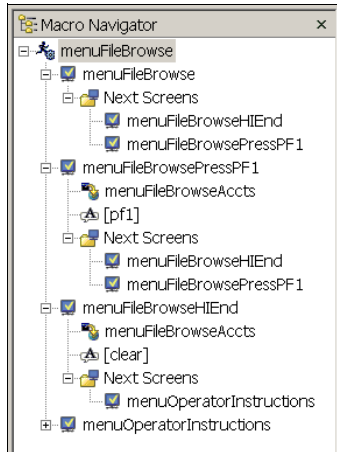 Macro Navigator
menuFileBrowse
menuFileBrowse
Next Screens
menuFileBrowseHIEnd
menuFileBrowsePressPF1
menuFileBrowsePressPF1
menuFileBrowseAccts
[pf1]
Next Screens
menuFileBrowseHIEnd
menuFileBrowsePressPF1
menuFileBrowseHIEnd
menuFileBrowseAccts
[clear]
Next Screens
menuOperatorInstructions
menuOperatorInstructions